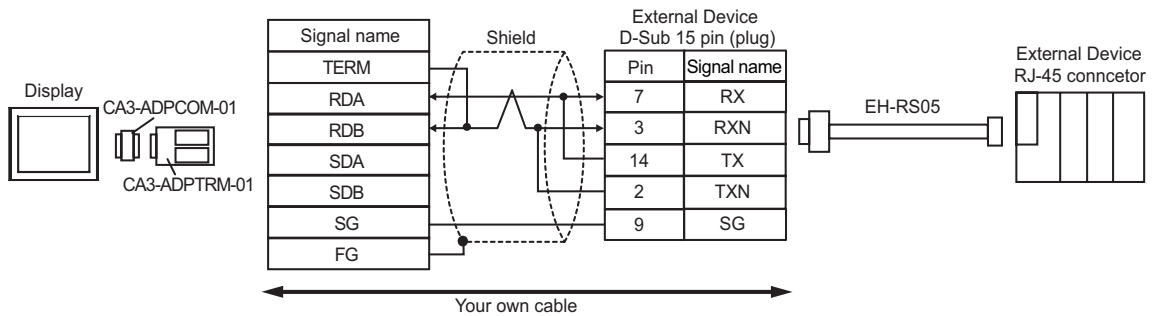 Display
CA3-ADPCOM-01
CA3-ADPTRM-01
Signal name
TERM
RDA
RDB
SDA
SDB
SG
FG
Shield
External Device
D-Sub 15 pin (plug)
Pin Signal name
7 RX
3 RXN
14 TX
2 TXN
9 SG
EH-RS05
External Device
RJ-45 conncetor
Your own cable